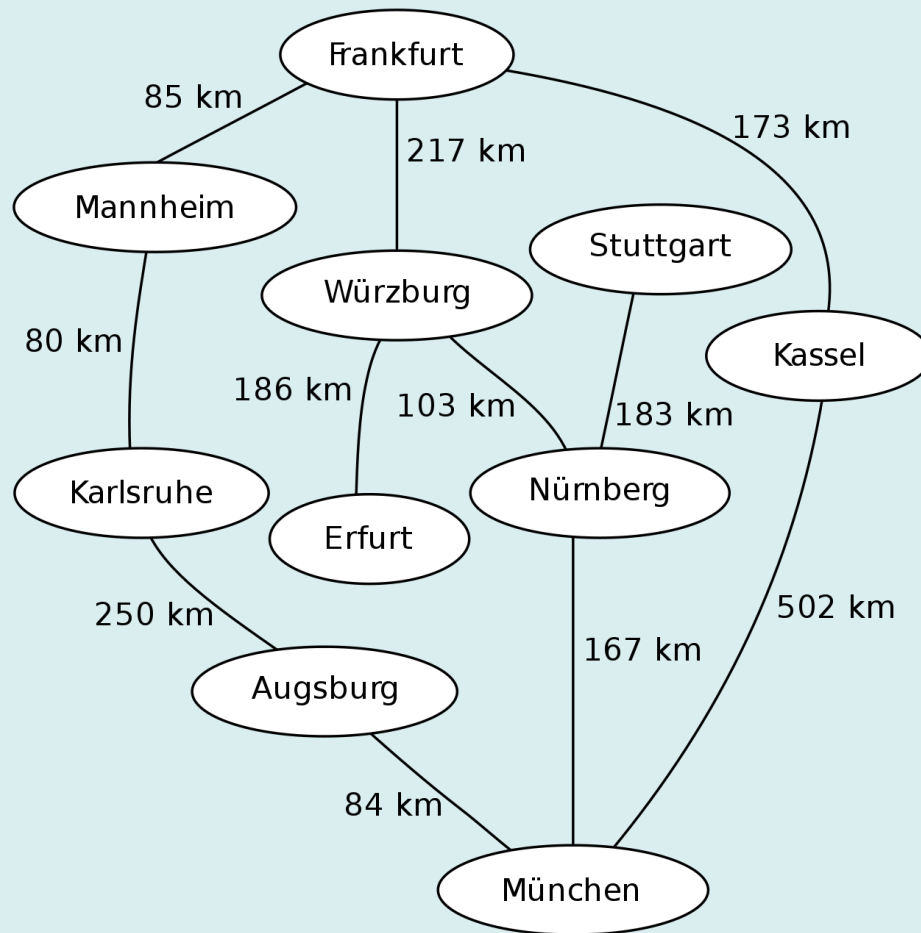 Frankfurt
85 km
173 km
217 km
Mannheim
Stuttgart
Würzburg
80 km
Kassel
186 km
103 km
183 km
Karlsruhe
Nürnberg
Erfurt
250 km
502 km
167 km
Augsburg
84 km
München